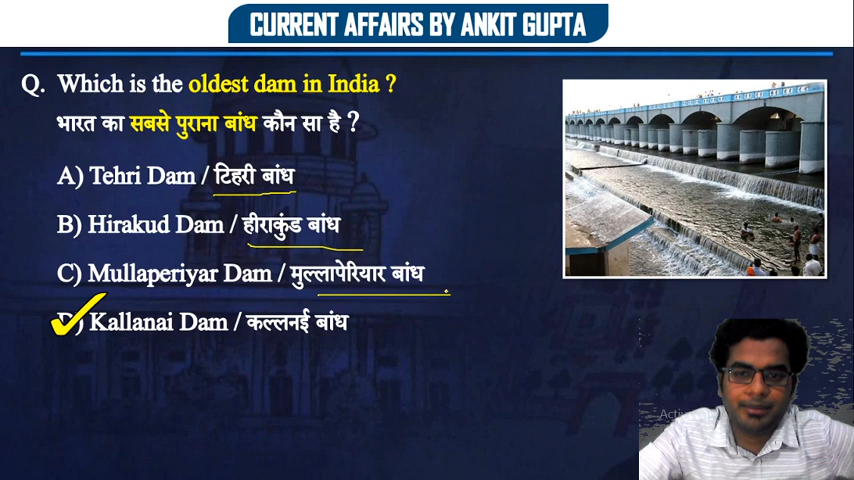 CURRENT AFFAIRS BY ANKIT GUPTA
Q. Which is the oldest dam in India ?
भारत का सबसे पुराना बांध कौन सा है ?
A) Tehri Dam / टिहरी बांध
B) Hirakud Dam / हीराकुंड बांध
C) Mullaperiyar Dam / मुल्लापेरियार बांध
D) Kallanai Dam / कल्लनई बांध